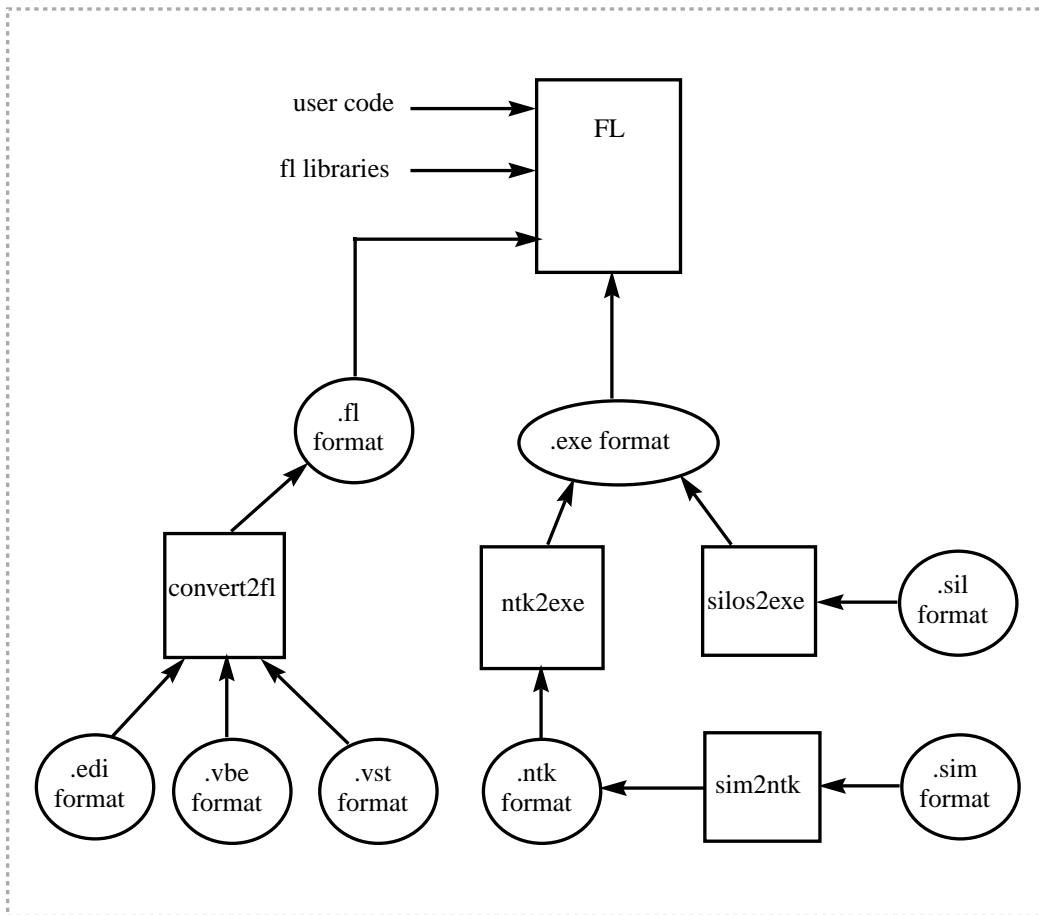 user code
FL
fl libraries
.fl
format
.exe format
convert2fl
ntk2exe
silos2exe
.sil
format
.edi
format
.vbe
format
.vst
format
.ntk
format
sim2ntk
.sim
format